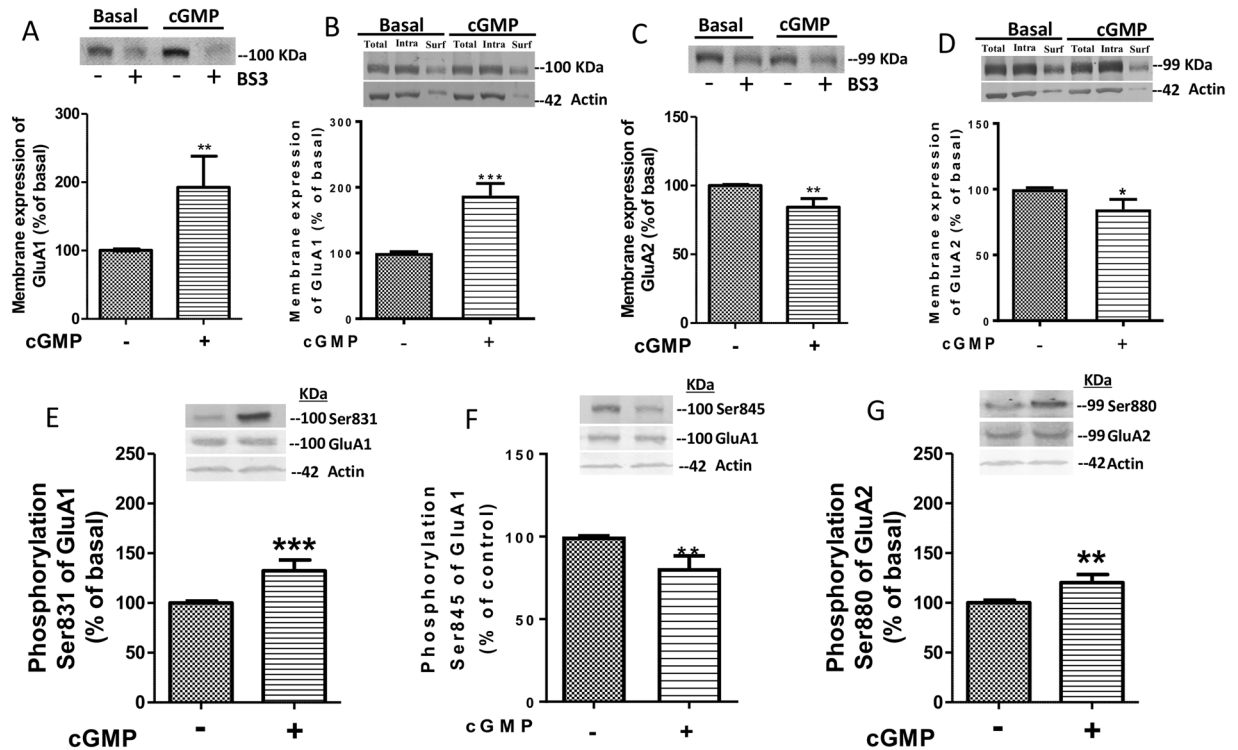 A
Basal cGMP
--100 KDa
- + - +
BS3
300
200
100
0
Membrane expression of
GluA1 (% of basal)
- +
cGMP
B
Basal cGMP
Total Intra Surf Total Intra Surf
--100 KDa
--42 Actin
300
200
100
0
Membrane expression
of GluA1 (% of basal)
**
***
- +
cGMP
C
Basal cGMP
--99 KDa
- + - +
BS3
150
100
50
0
Membrane expression of
GluA2 (% of basal)
**
- +
cGMP
D
Basal cGMP
Total Intra Surf Total Intra Surf
--99 KDa
--42 Actin
150
100
50
0
Membrane expression
of GluA2 (% of basal)
*
- +
cGMP
E
KDa
--100 Ser831
--100 GluA1
--42 Actin
250
200
150
100
50
0
Phosphorylation
Ser831 of GluA1
(% of basal)
***
- +
cGMP
F
KDa
--100 Ser845
--100 GluA1
--42 Actin
150
100
50
0
Phosphorylation
Ser845 of GluA1
(% of control)
**
- +
cGMP
G
KDa
--99 Ser880
--99 GluA2
--42 Actin
250
200
150
100
50
0
Phosphorylation
Ser880 of GluA2
(% of basal)
**
- +
cGMP